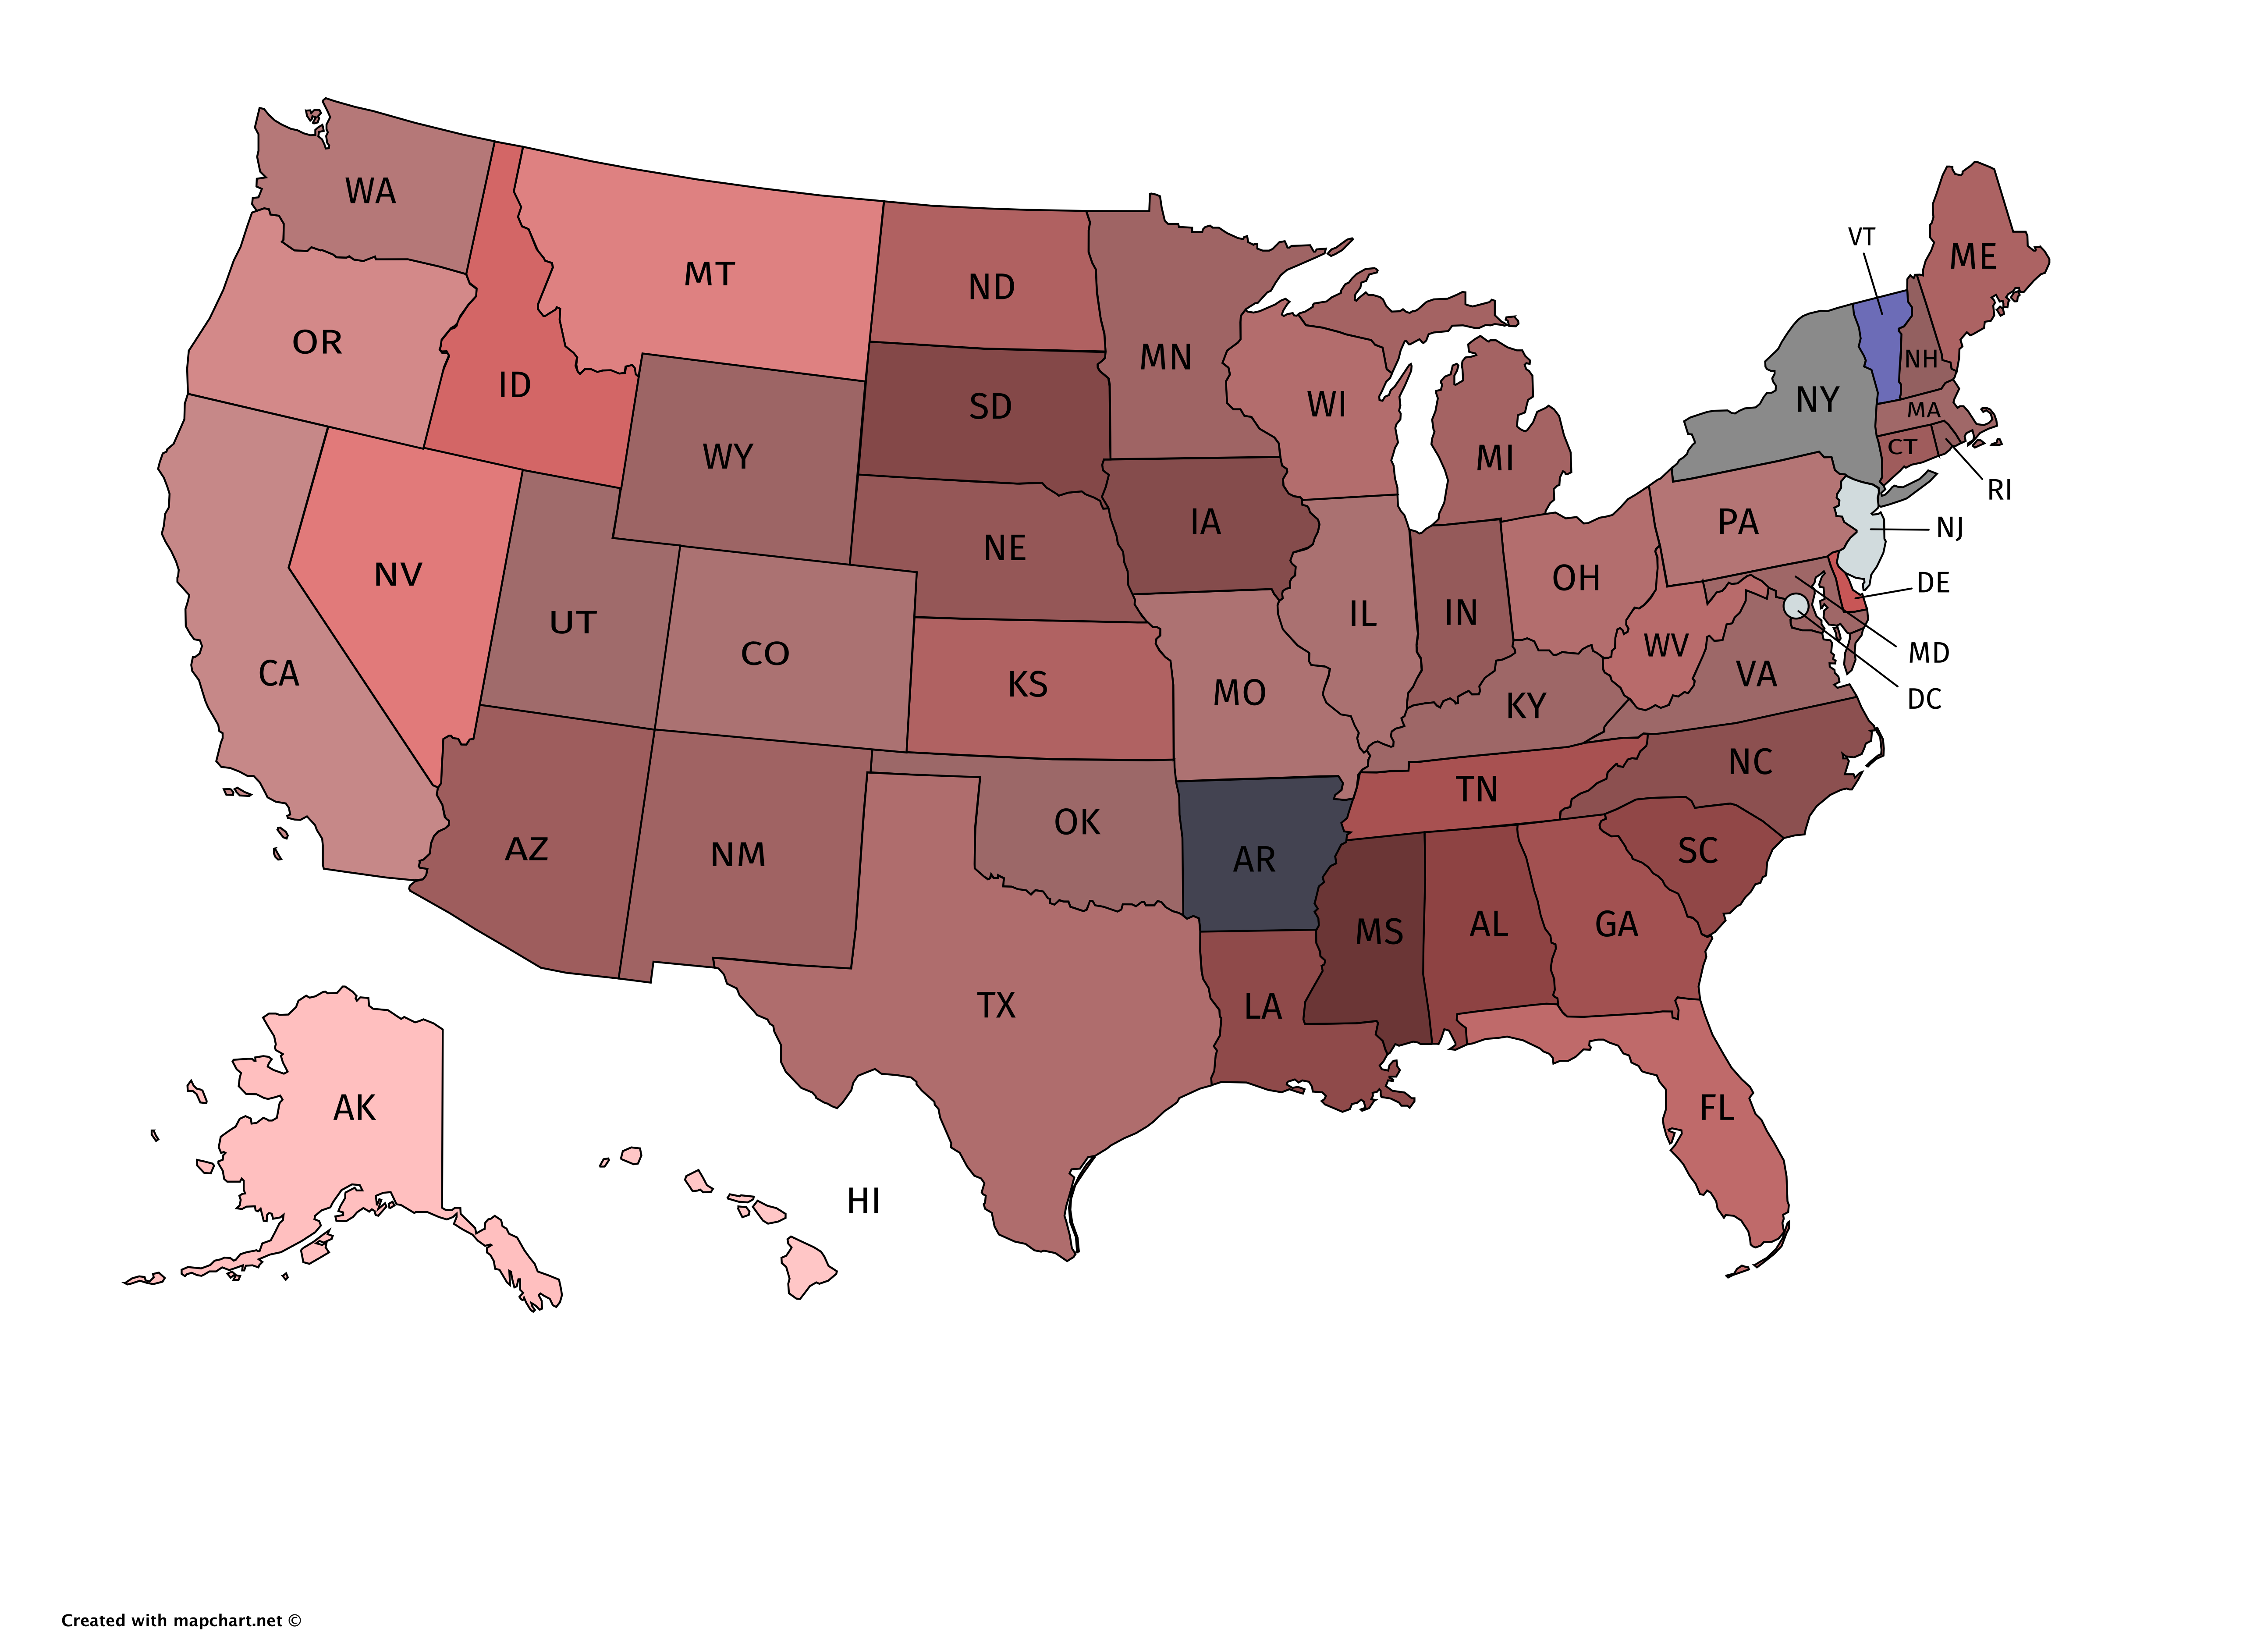 WA
VT
ME
MT
ND
OR
MN
NH
ID
NY
SD
WI
MA
CT
WY
MI
RI
IA
PA
NJ
NE
NV
OH
DE
UT
IL
IN
CO
WV
MD
CA
VA
KS
MO
DC
KY
NC
TN
OK
SC
AZ
NM
AR
AL
GA
MS
TX
LA
AK
FL
HI
Created with mapchart.net ©